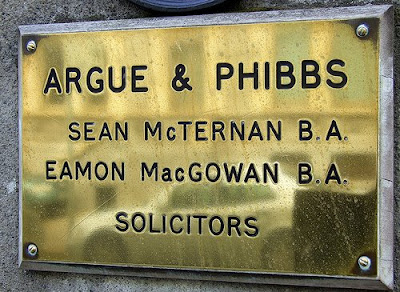 ARGUE & PHIBBS
SEAN McTERNAN B.A.
EAMON MacGOWAN B.A.
SOLICITORS